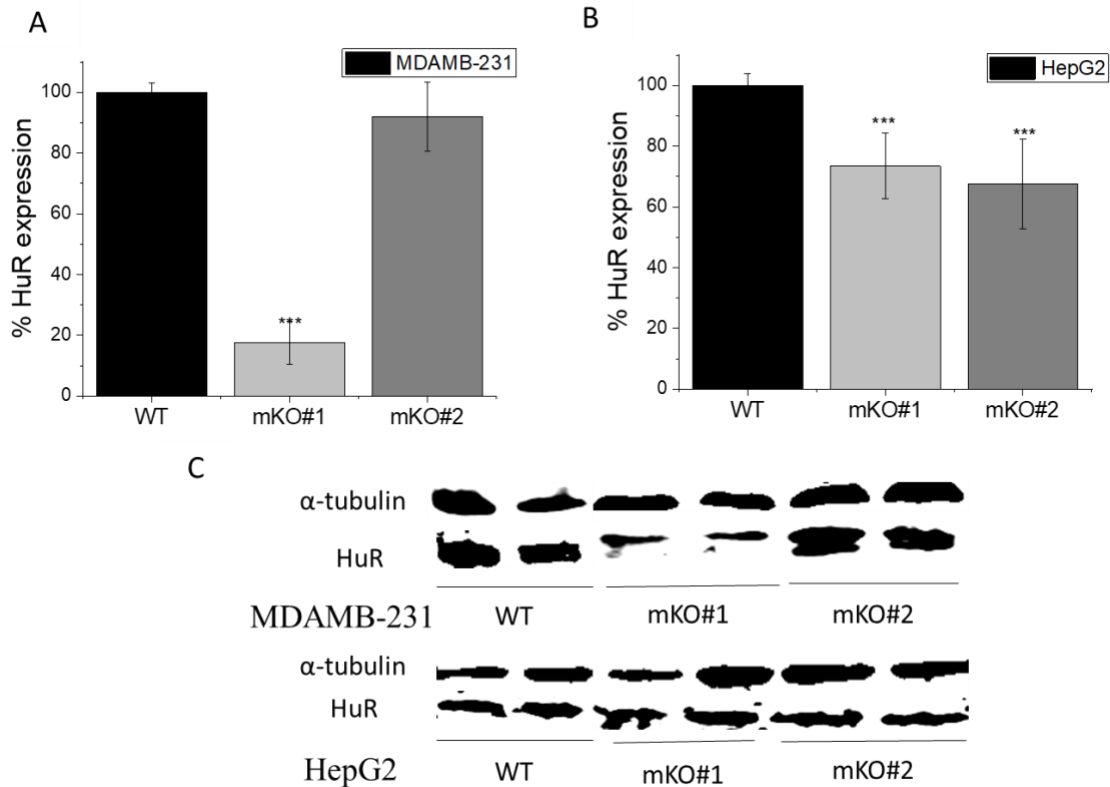 A
MDAMB-231
% HuR expression
100
80
60
40
20
0
***
WT
mKO#1
mKO#2
B
HepG2
% HuR expression
100
80
60
40
20
0
***
***
WT
mKO#1
mKO#2
C
α-tubulin
HuR
MDAMB-231
WT
mKO#1
mKO#2
α-tubulin
HuR
HepG2
WT
mKO#1
mKO#2